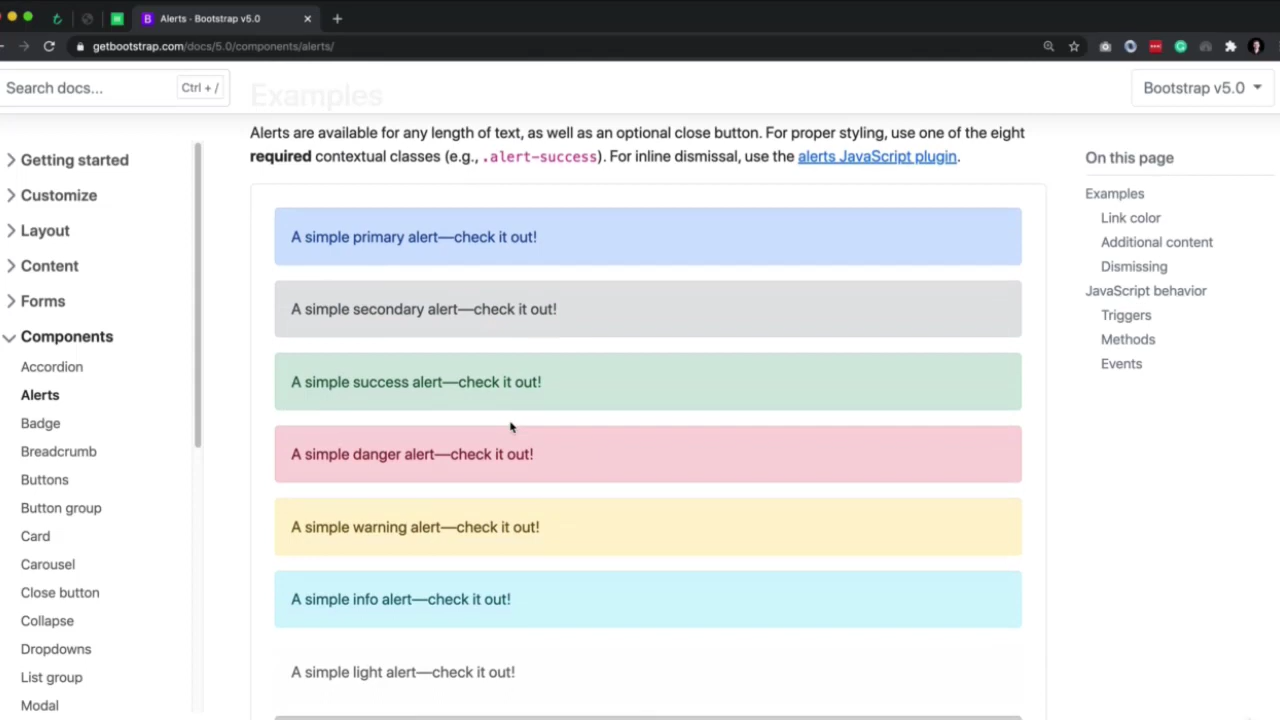 Alerts · Bootstrap v5.0
getbootstrap.com/docs/5.0/components/alerts/
Search docs...
Ctrl + /
Examples
Bootstrap v5.0
Alerts are available for any length of text, as well as an optional close button. For proper styling, use one of the eight
required contextual classes (e.g., .alert-success). For inline dismissal, use the alerts JavaScript plugin.
Getting started
Customize
Layout
Content
Forms
Components
Accordion
Alerts
Badge
Breadcrumb
Buttons
Button group
Card
Carousel
Close button
Collapse
Dropdowns
List group
Modal
A simple primary alert—check it out!
A simple secondary alert—check it out!
A simple success alert—check it out!
A simple danger alert—check it out!
A simple warning alert—check it out!
A simple info alert—check it out!
A simple light alert—check it out!
On this page
Examples
Link color
Additional content
Dismissing
JavaScript behavior
Triggers
Methods
Events